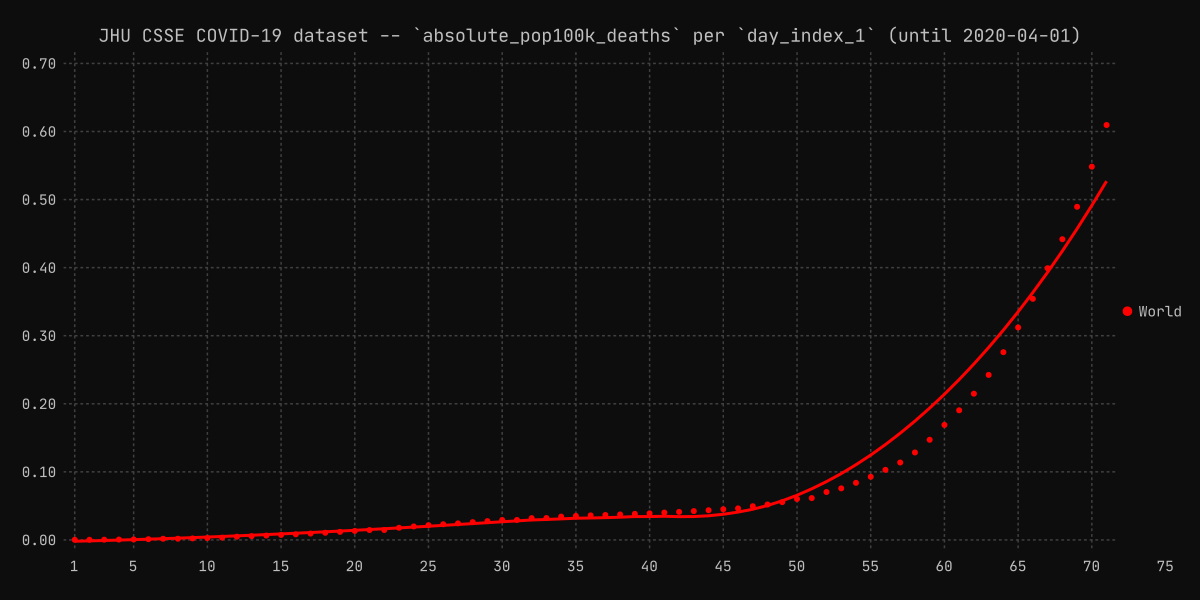 JHU CSSE COVID-19 dataset -- `absolute_pop100k_deaths` per `day_index_1` (until 2020-04-01)
0.70
0.60
0.50
0.40
0.30
0.20
0.10
0.00
World
1 5 10 15 20 25 30 35 40 45 50 55 60 65 70 75